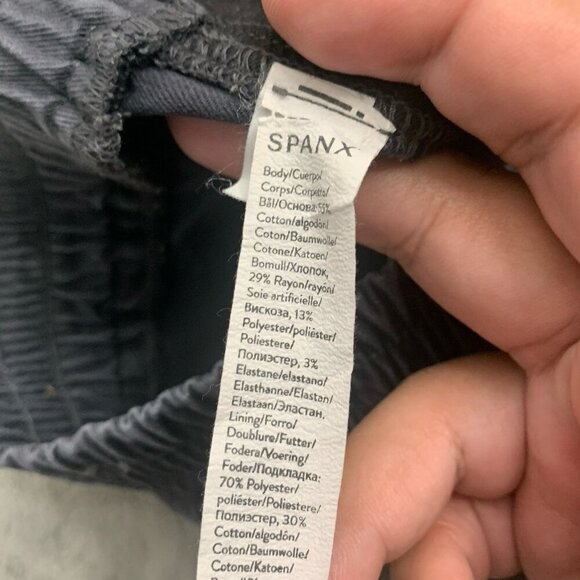 SPANX
Body/Cuerpo/
Corps/Corpetto/
Bål/Основа: 55%
Cotton/algodón/
Coton/Baumwolle/
Cotone/Katoen/
Bomull/Хлопок,
29% Rayon/rayón/
Soie artificielle/
Вискоза, 13%
Polyester/poliéster/
Poliestere/
Полиэстер, 3%
Elastane/elastano/
Elasthanne/Elastan/
Elastaan/Эластан.
Lining/Forro/
Doublure/Futter/
Fodera/Voering/
Foder/Подкладка:
70% Polyester/
poliéster/Poliestere/
Полиэстер, 30%
Cotton/algodón/
Coton/Baumwolle/
Cotone/Katoen/